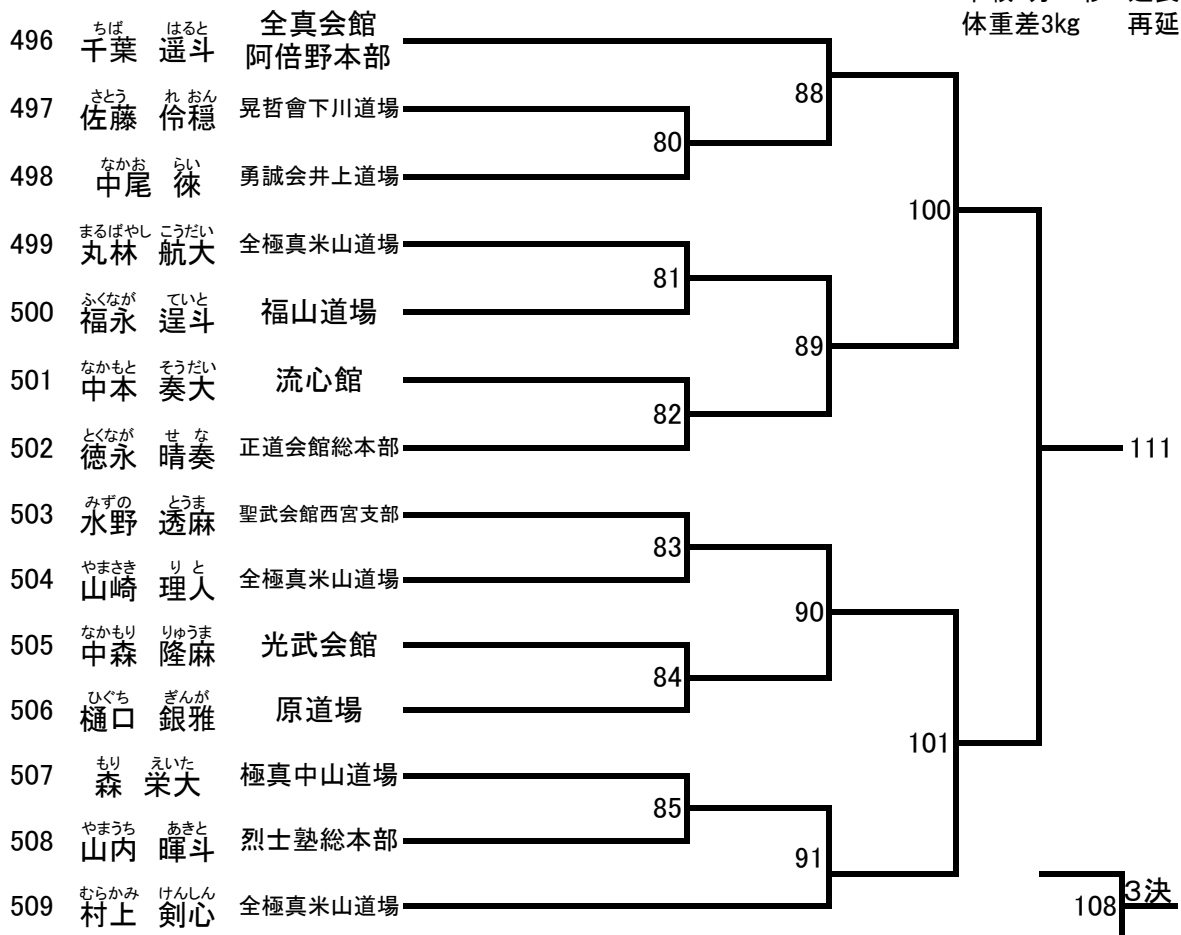 体重差3kg 再延
ちば はると
496 千葉 遥斗 全真会館 阿倍野本部
88
さとう れおん
497 佐藤 伶穏 晃哲會下川道場
80
なかお らい
498 中尾 徠 勇誠会井上道場
100
まるばやし こうだい
499 丸林 航大 全極真米山道場
81
ふくなが ていと
500 福永 逞斗 福山道場
89
なかもと そうだい
501 中本 奏大 流心館
82
とくなが せな
502 徳永 晴奏 正道会館総本部
111
みずの とうま
503 水野 透麻 聖武会館西宮支部
83
やまさき りと
504 山崎 理人 全極真米山道場
90
なかもり りゅうま
505 中森 隆麻 光武会館
84
ひぐち ぎんが
506 樋口 銀雅 原道場
101
もり えいた
507 森 栄大 極真中山道場
85
やまうち あきと
508 山内 暉斗 烈士塾総本部
91
むらかみ けんしん
509 村上 剣心 全極真米山道場
108 3決